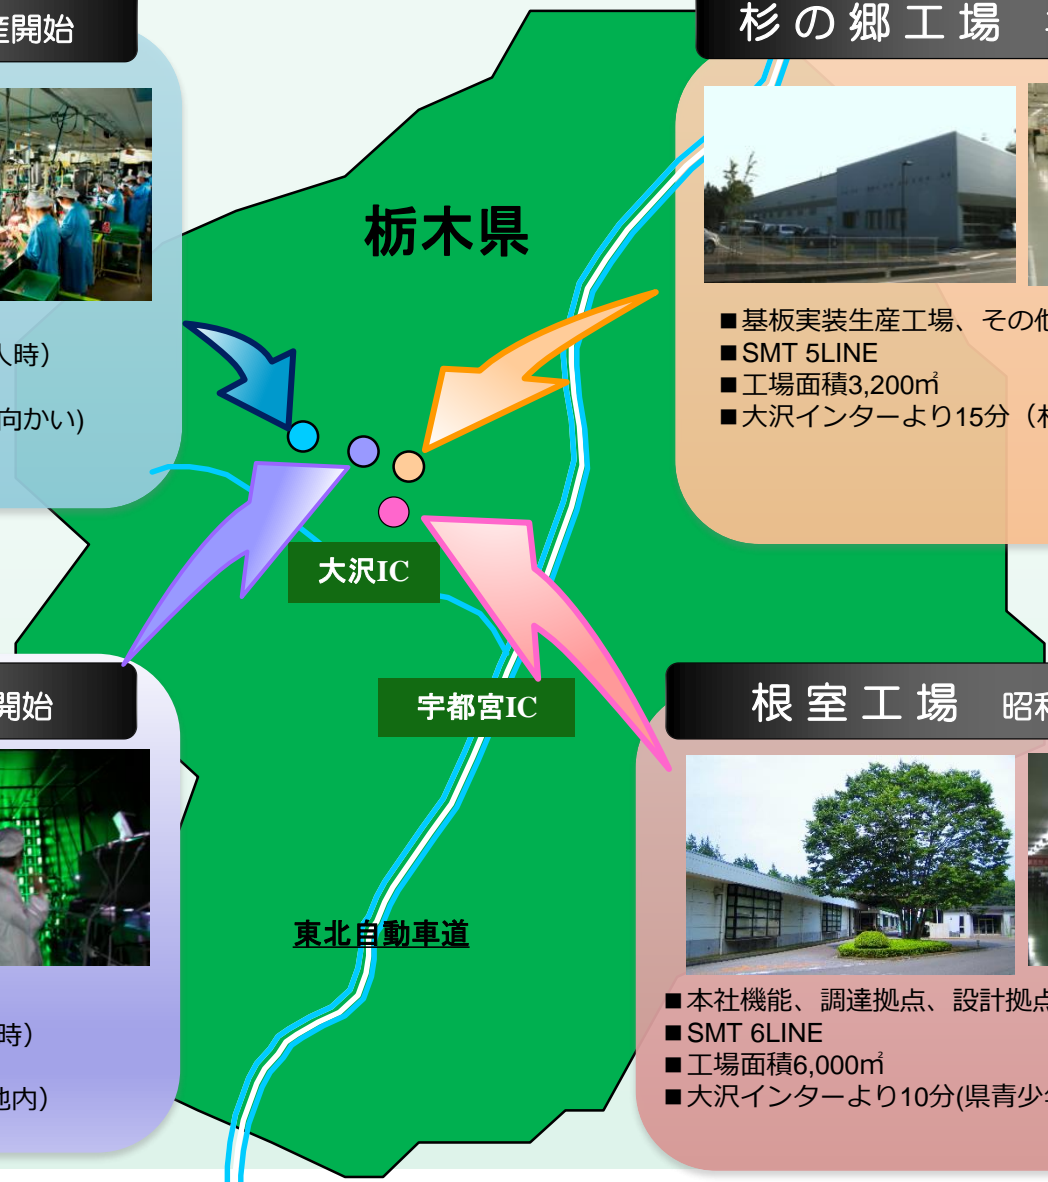 産開始
杉の郷工場
栃木県
■基板実装生産工場、その他
■SMT 5LINE
■工場面積3,200㎡
■大沢インターより15分（
人時）
向かい)
大沢IC
宇都宮IC
開始
根室工場 昭和
東北自動車道
時）
地内）
■本社機能、調達拠点、設計拠点
■SMT 6LINE
■工場面積6,000㎡
■大沢インターより10分(県青少年